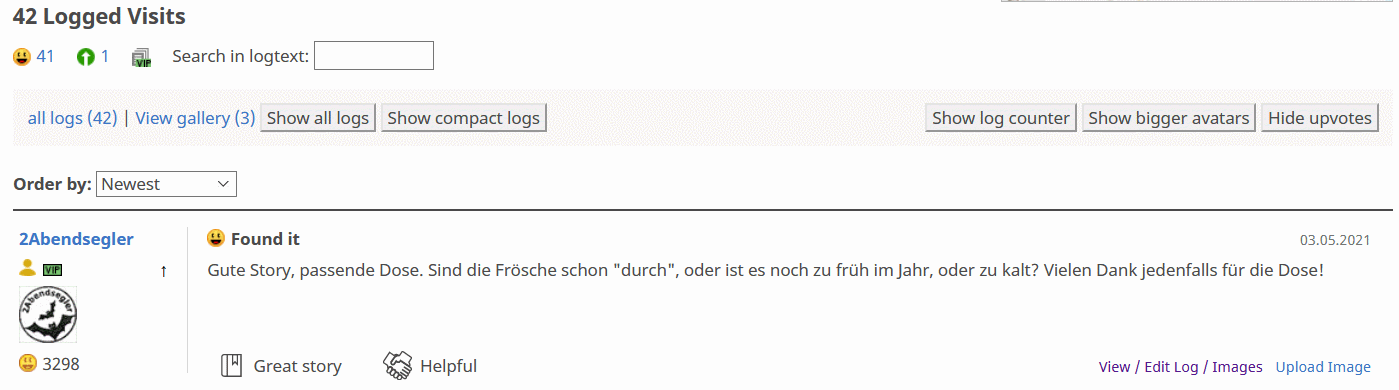 42 Logged Visits
41 1 VIP Search in logtext:
all logs (42) | View gallery (3) Show all logs Show compact logs Show log counter Show bigger avatars Hide upvotes
Order by: Newest
2Abendsegler Found it 03.05.2021
VIP ↑ Gute Story, passende Dose. Sind die Frösche schon "durch", oder ist es noch zu früh im Jahr, oder zu kalt? Vielen Dank jedenfalls für die Dose!
2Abendsegler
3298 Great story Helpful View / Edit Log / Images Upload Image